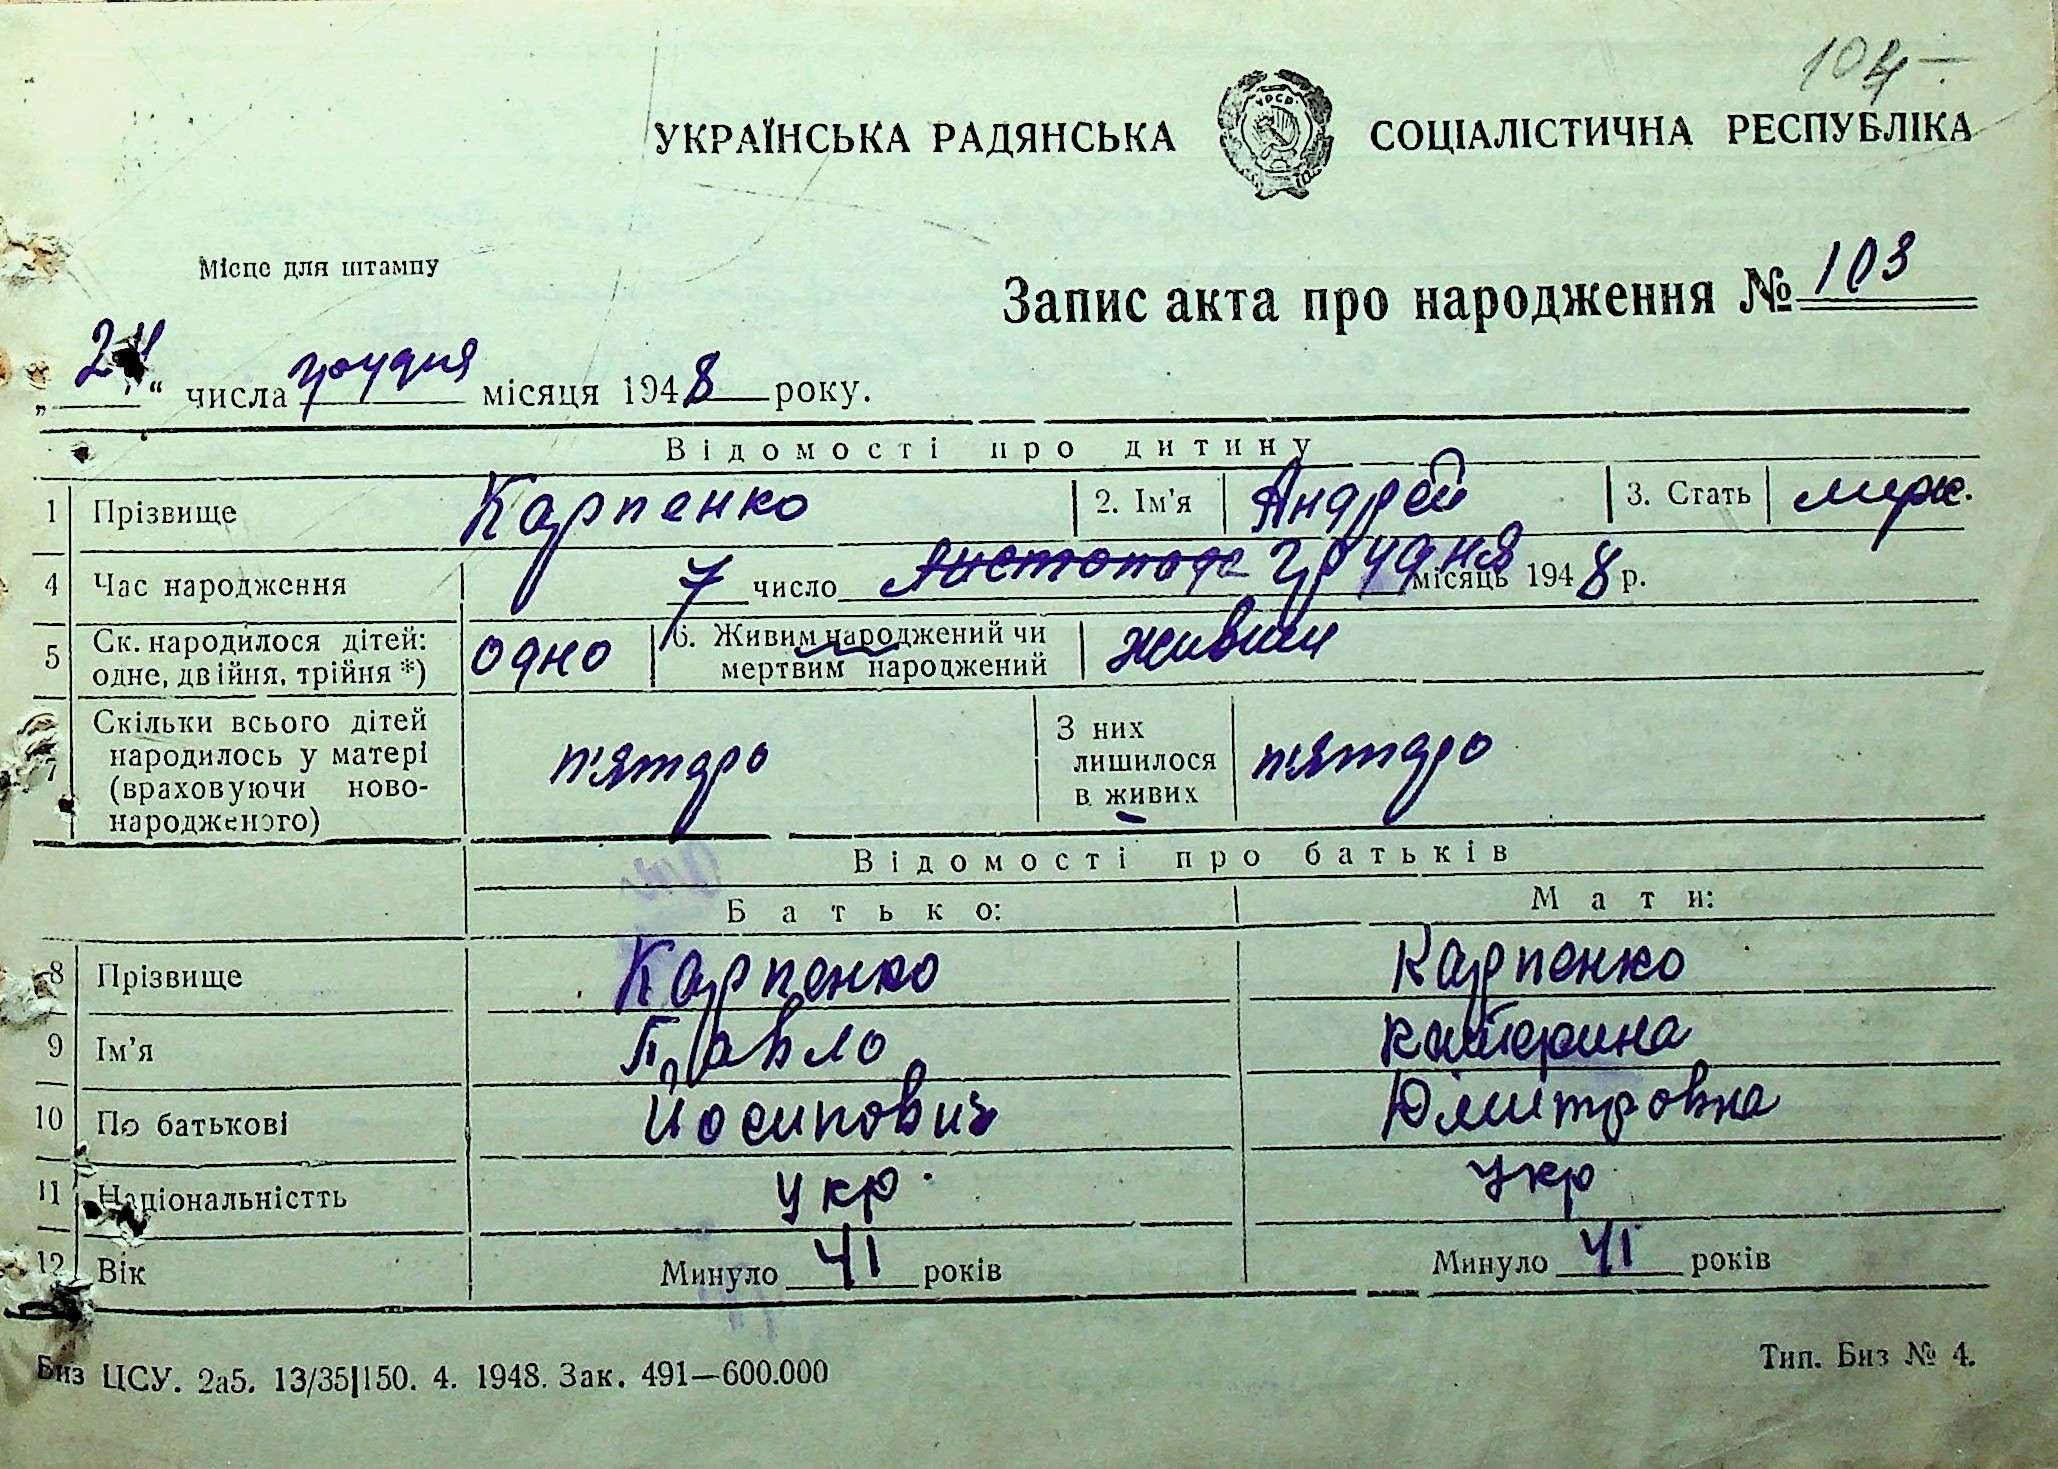 104
УКРАЇНСЬКА РАДЯНСЬКА СОЦІАЛІСТИЧНА РЕСПУБЛІКА
УРСР
Місце для штампу
Запис акта про народження № 103
„24“ числа грудня місяця 1948 року.
Відомості про дитину
1 Прізвище Карпенко 2. Ім'я Андрей 3. Стать
4 Час народження 7 число листопада грудня місяць 1948 р.
5 Ск. народилося дітей: одне, двійня, трійня *) одно 6. Живим народжений чи мертвим народжений живим
7 Скільки всього дітей народилось у матері (враховуючи ново-народженого) п'ятеро З них лишилося в живих п'ятеро
Відомості про батьків
Батько: Мати:
8 Прізвище Карпенко Карпенко
9 Ім'я Павло Катерина
10 По батькові Йосипович Дмитровна
11 Національністть укр. укр
12 Вік Минуло 41 років Минуло 41 років
Биз ЦСУ. 2а5. 13/35|150. 4. 1948. Зак. 491—600.000 Тип. Биз № 4.